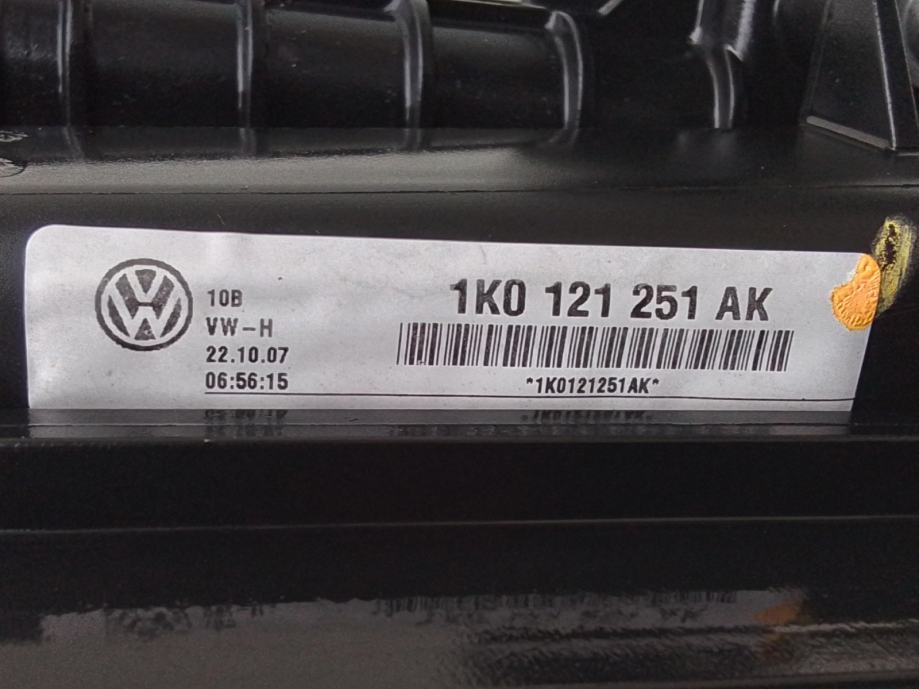 10B
VW-H
22.10.07
06:56:15
1K0 121 251 AK
*1K0121251AK*